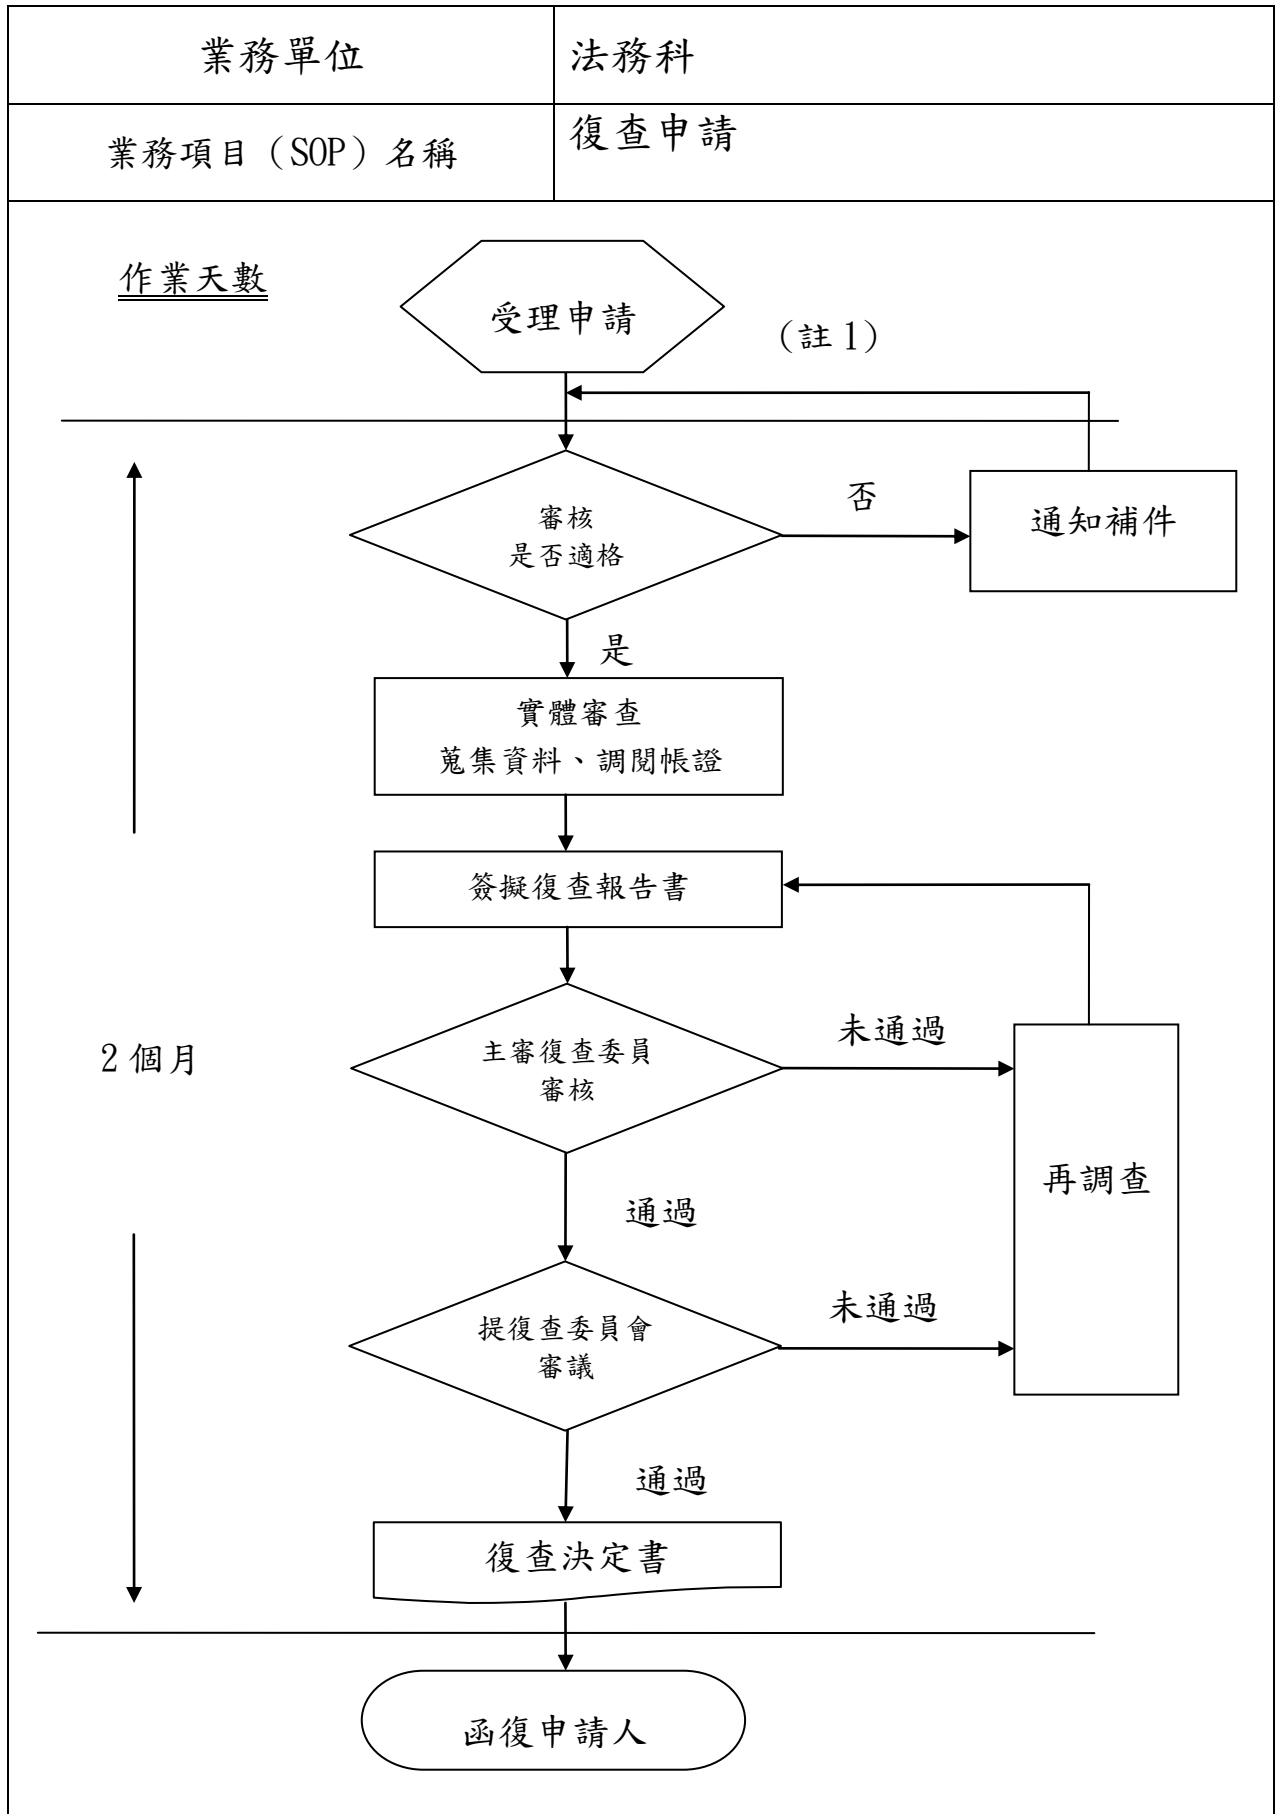 業務單位
法務科
業務項目（SOP）名稱
復查申請
作業天數
受理申請
（註1）
審核
是否適格
否
通知補件
是
實體審查
蒐集資料、調閱帳證
簽擬復查報告書
2個月
主審復查委員
審核
未通過
再調查
通過
提復查委員會
審議
未通過
通過
復查決定書
函復申請人